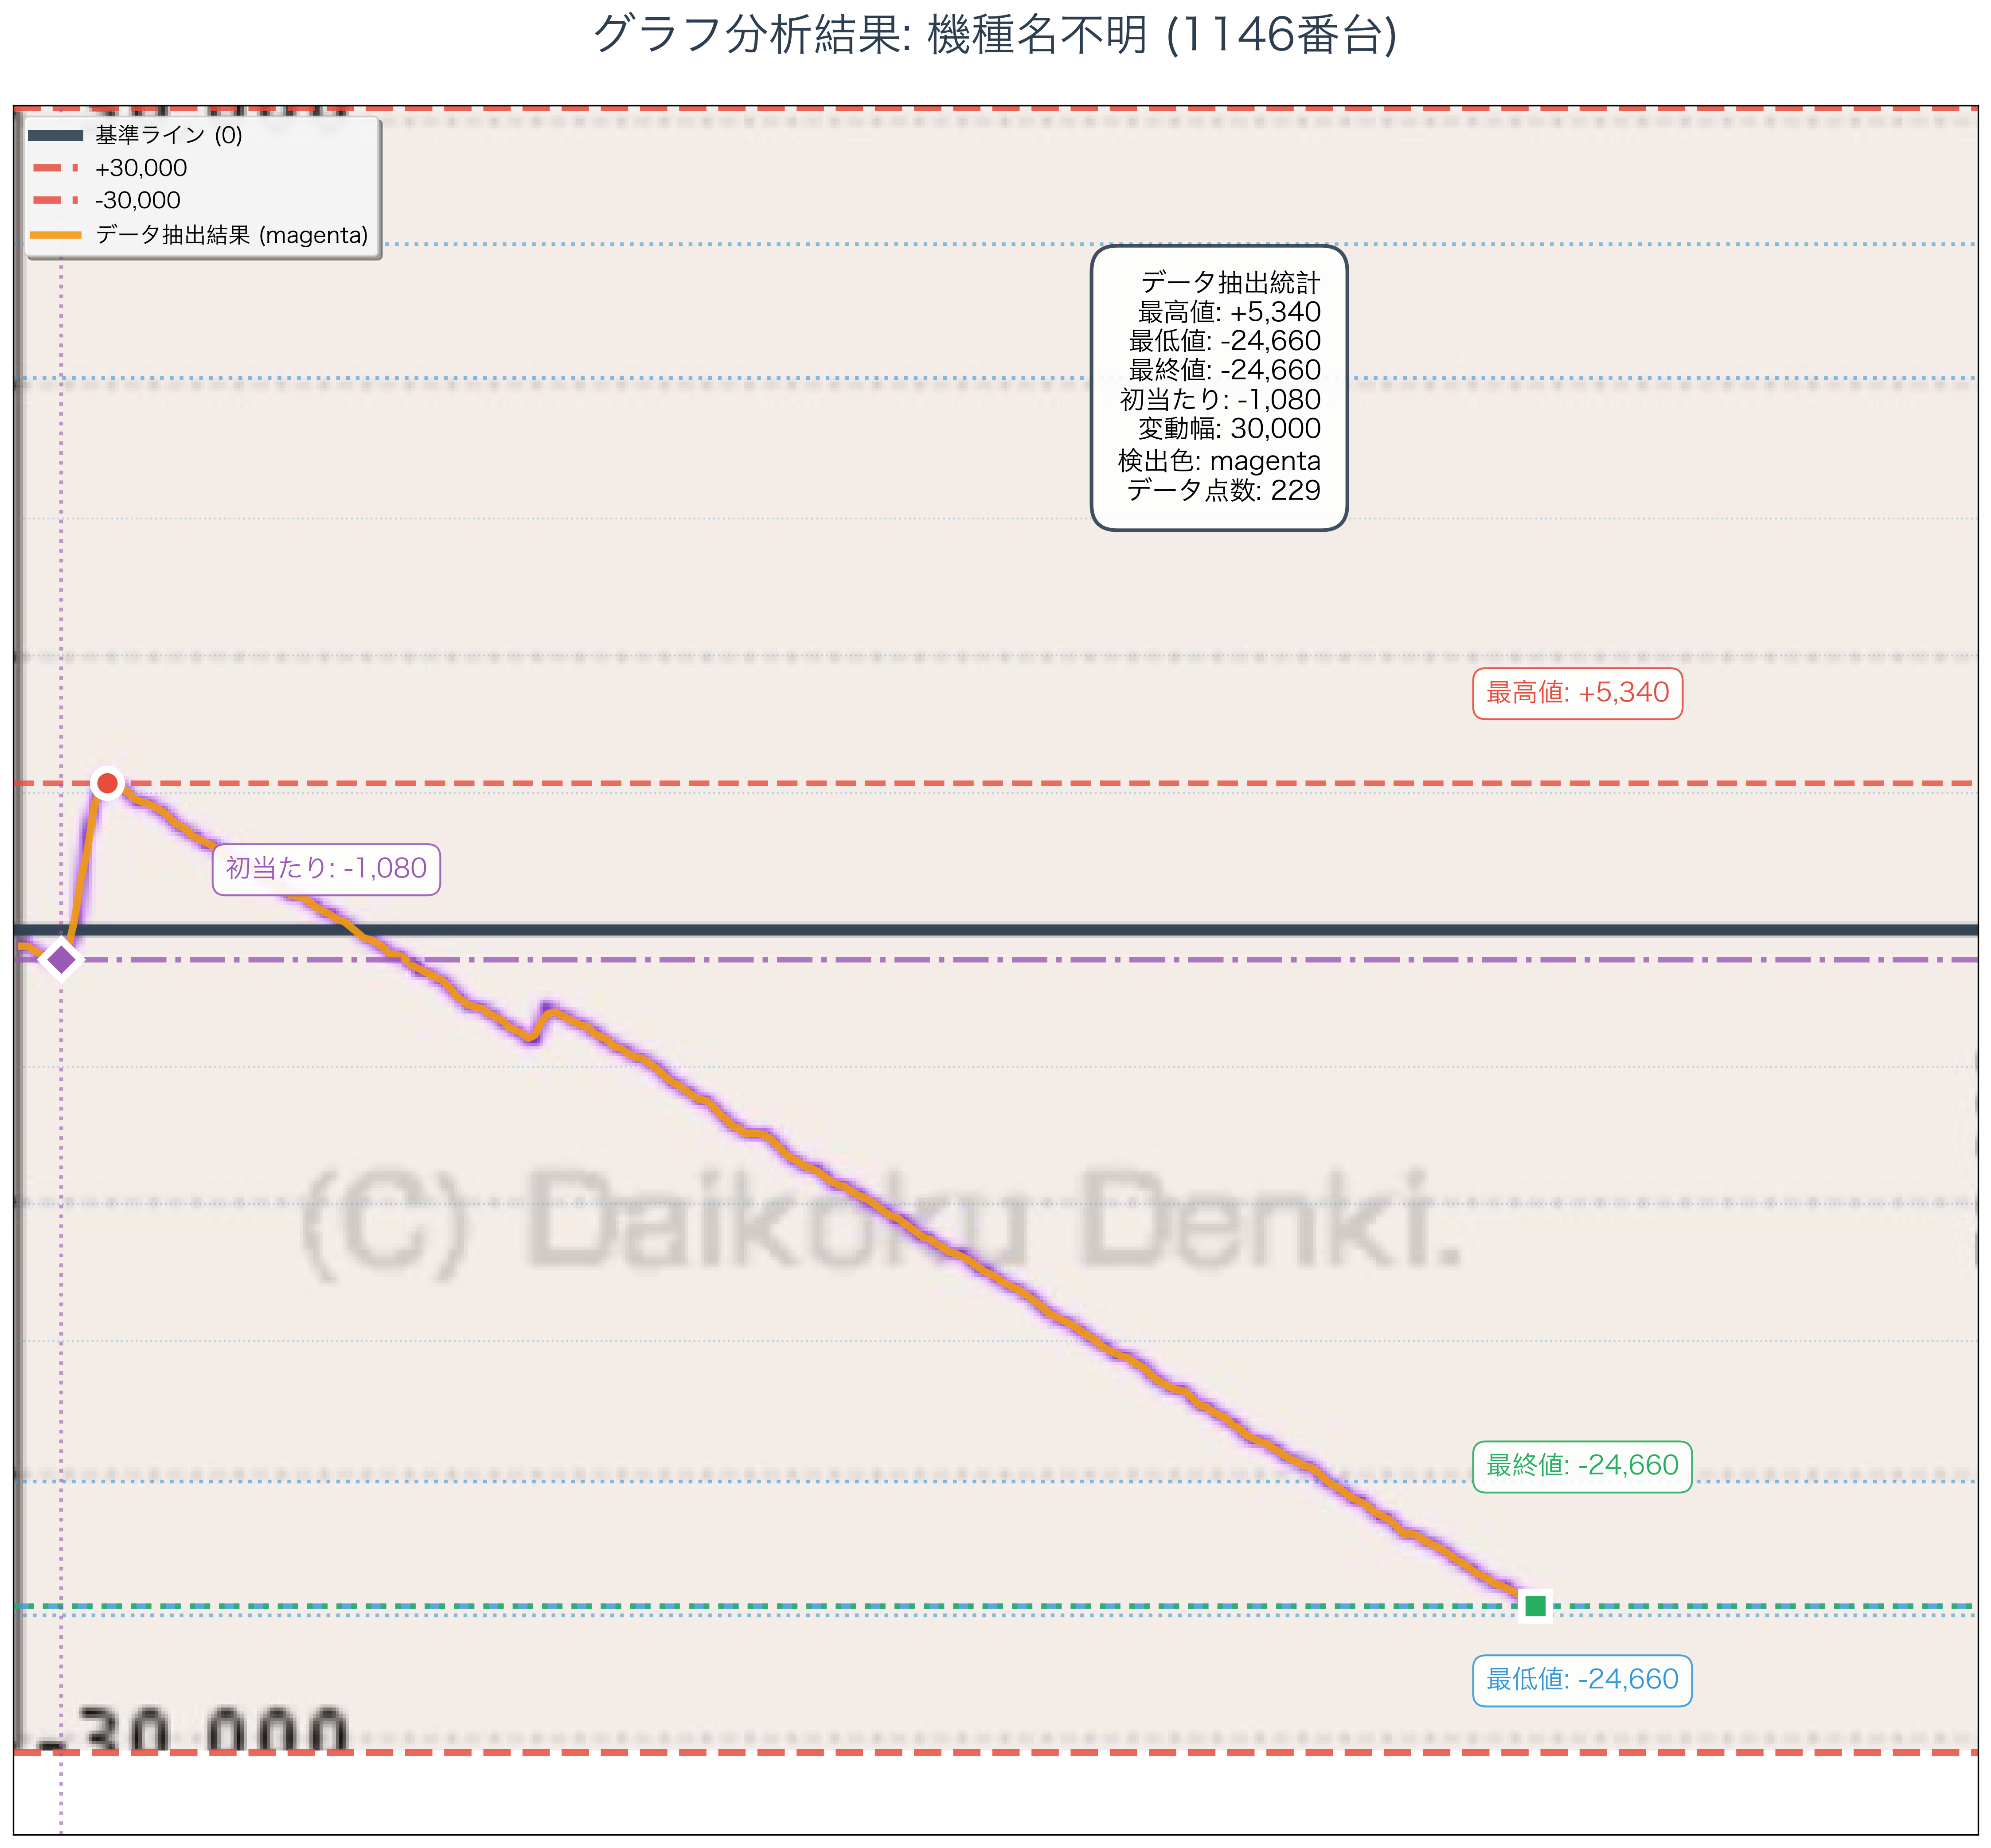 グラフ分析結果: 機種名不明 (1146番台)
基準ライン (0)
+30,000
-30,000
データ抽出結果 (magenta)
データ抽出統計
最高値: +5,340
最低値: -24,660
最終値: -24,660
初当たり: -1,080
変動幅: 30,000
検出色: magenta
データ点数: 229
最高値: +5,340
初当たり: -1,080
(C) Daikoku Denki.
最終値: -24,660
最低値: -24,660
-30,000